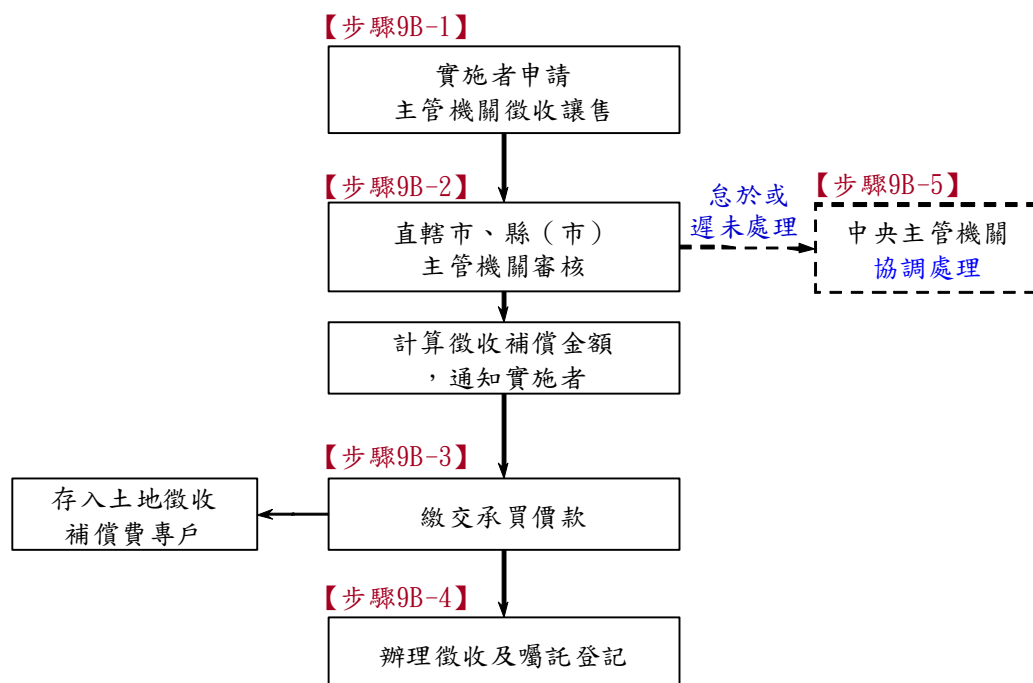 【步驟9B-1】
實施者申請
主管機關徵收讓售
【步驟9B-2】
直轄市、縣（市）
主管機關審核
怠於或
遲未處理
【步驟9B-5】
中央主管機關
協調處理
計算徵收補償金額
，通知實施者
【步驟9B-3】
繳交承買價款
存入土地徵收
補償費專戶
【步驟9B-4】
辦理徵收及囑託登記